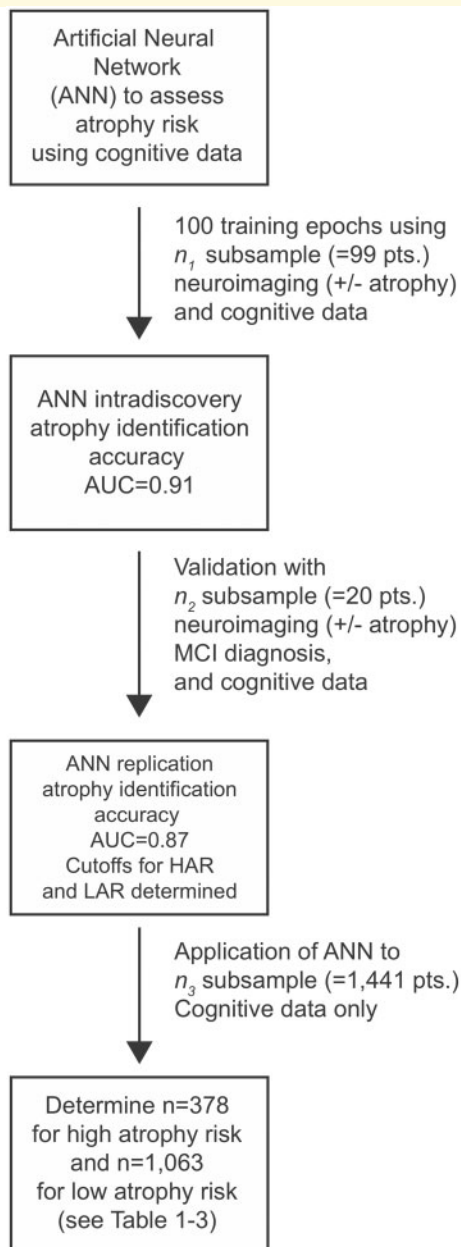 Artificial Neural
Network
(ANN) to assess
atrophy risk
using cognitive data
100 training epochs using
n₁ subsample (=99 pts.)
neuroimaging (+/- atrophy)
and cognitive data
ANN intradiscovery
atrophy identification
accuracy
AUC=0.91
Validation with
n₂ subsample (=20 pts.)
neuroimaging (+/- atrophy)
MCI diagnosis,
and cognitive data
ANN replication
atrophy identification
accuracy
AUC=0.87
Cutoffs for HAR
and LAR determined
Application of ANN to
n₃ subsample (=1,441 pts.)
Cognitive data only
Determine n=378
for high atrophy risk
and n=1,063
for low atrophy risk
(see Table 1-3)